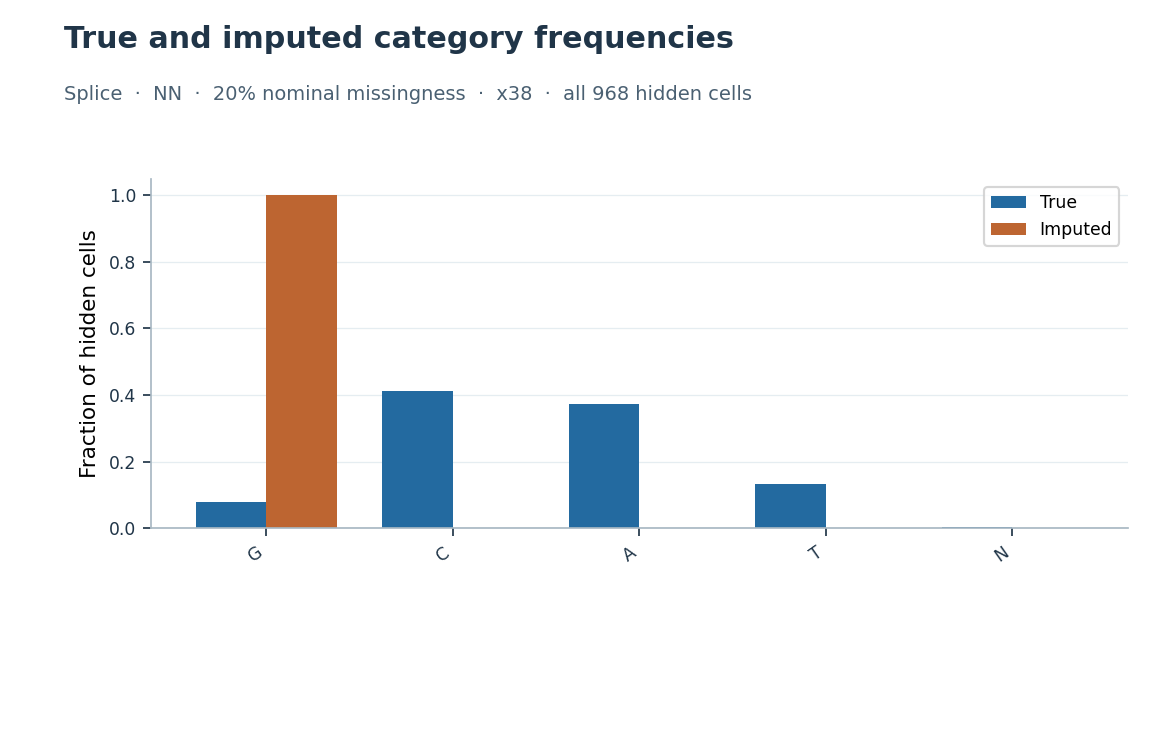 True and imputed category frequencies
Splice · NN · 20% nominal missingness · x38 · all 968 hidden cells
True
Imputed
Fraction of hidden cells
1.0
0.8
0.6
0.4
0.2
0.0
G C A T N